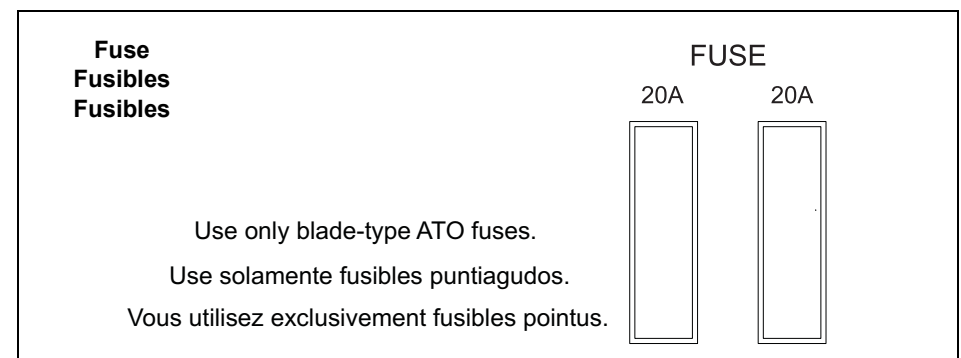 Fuse
Fusibles
Fusibles
FUSE
20A 20A
Use only blade-type ATO fuses.
Use solamente fusibles puntiagudos.
Vous utilisez exclusivement fusibles pointus.